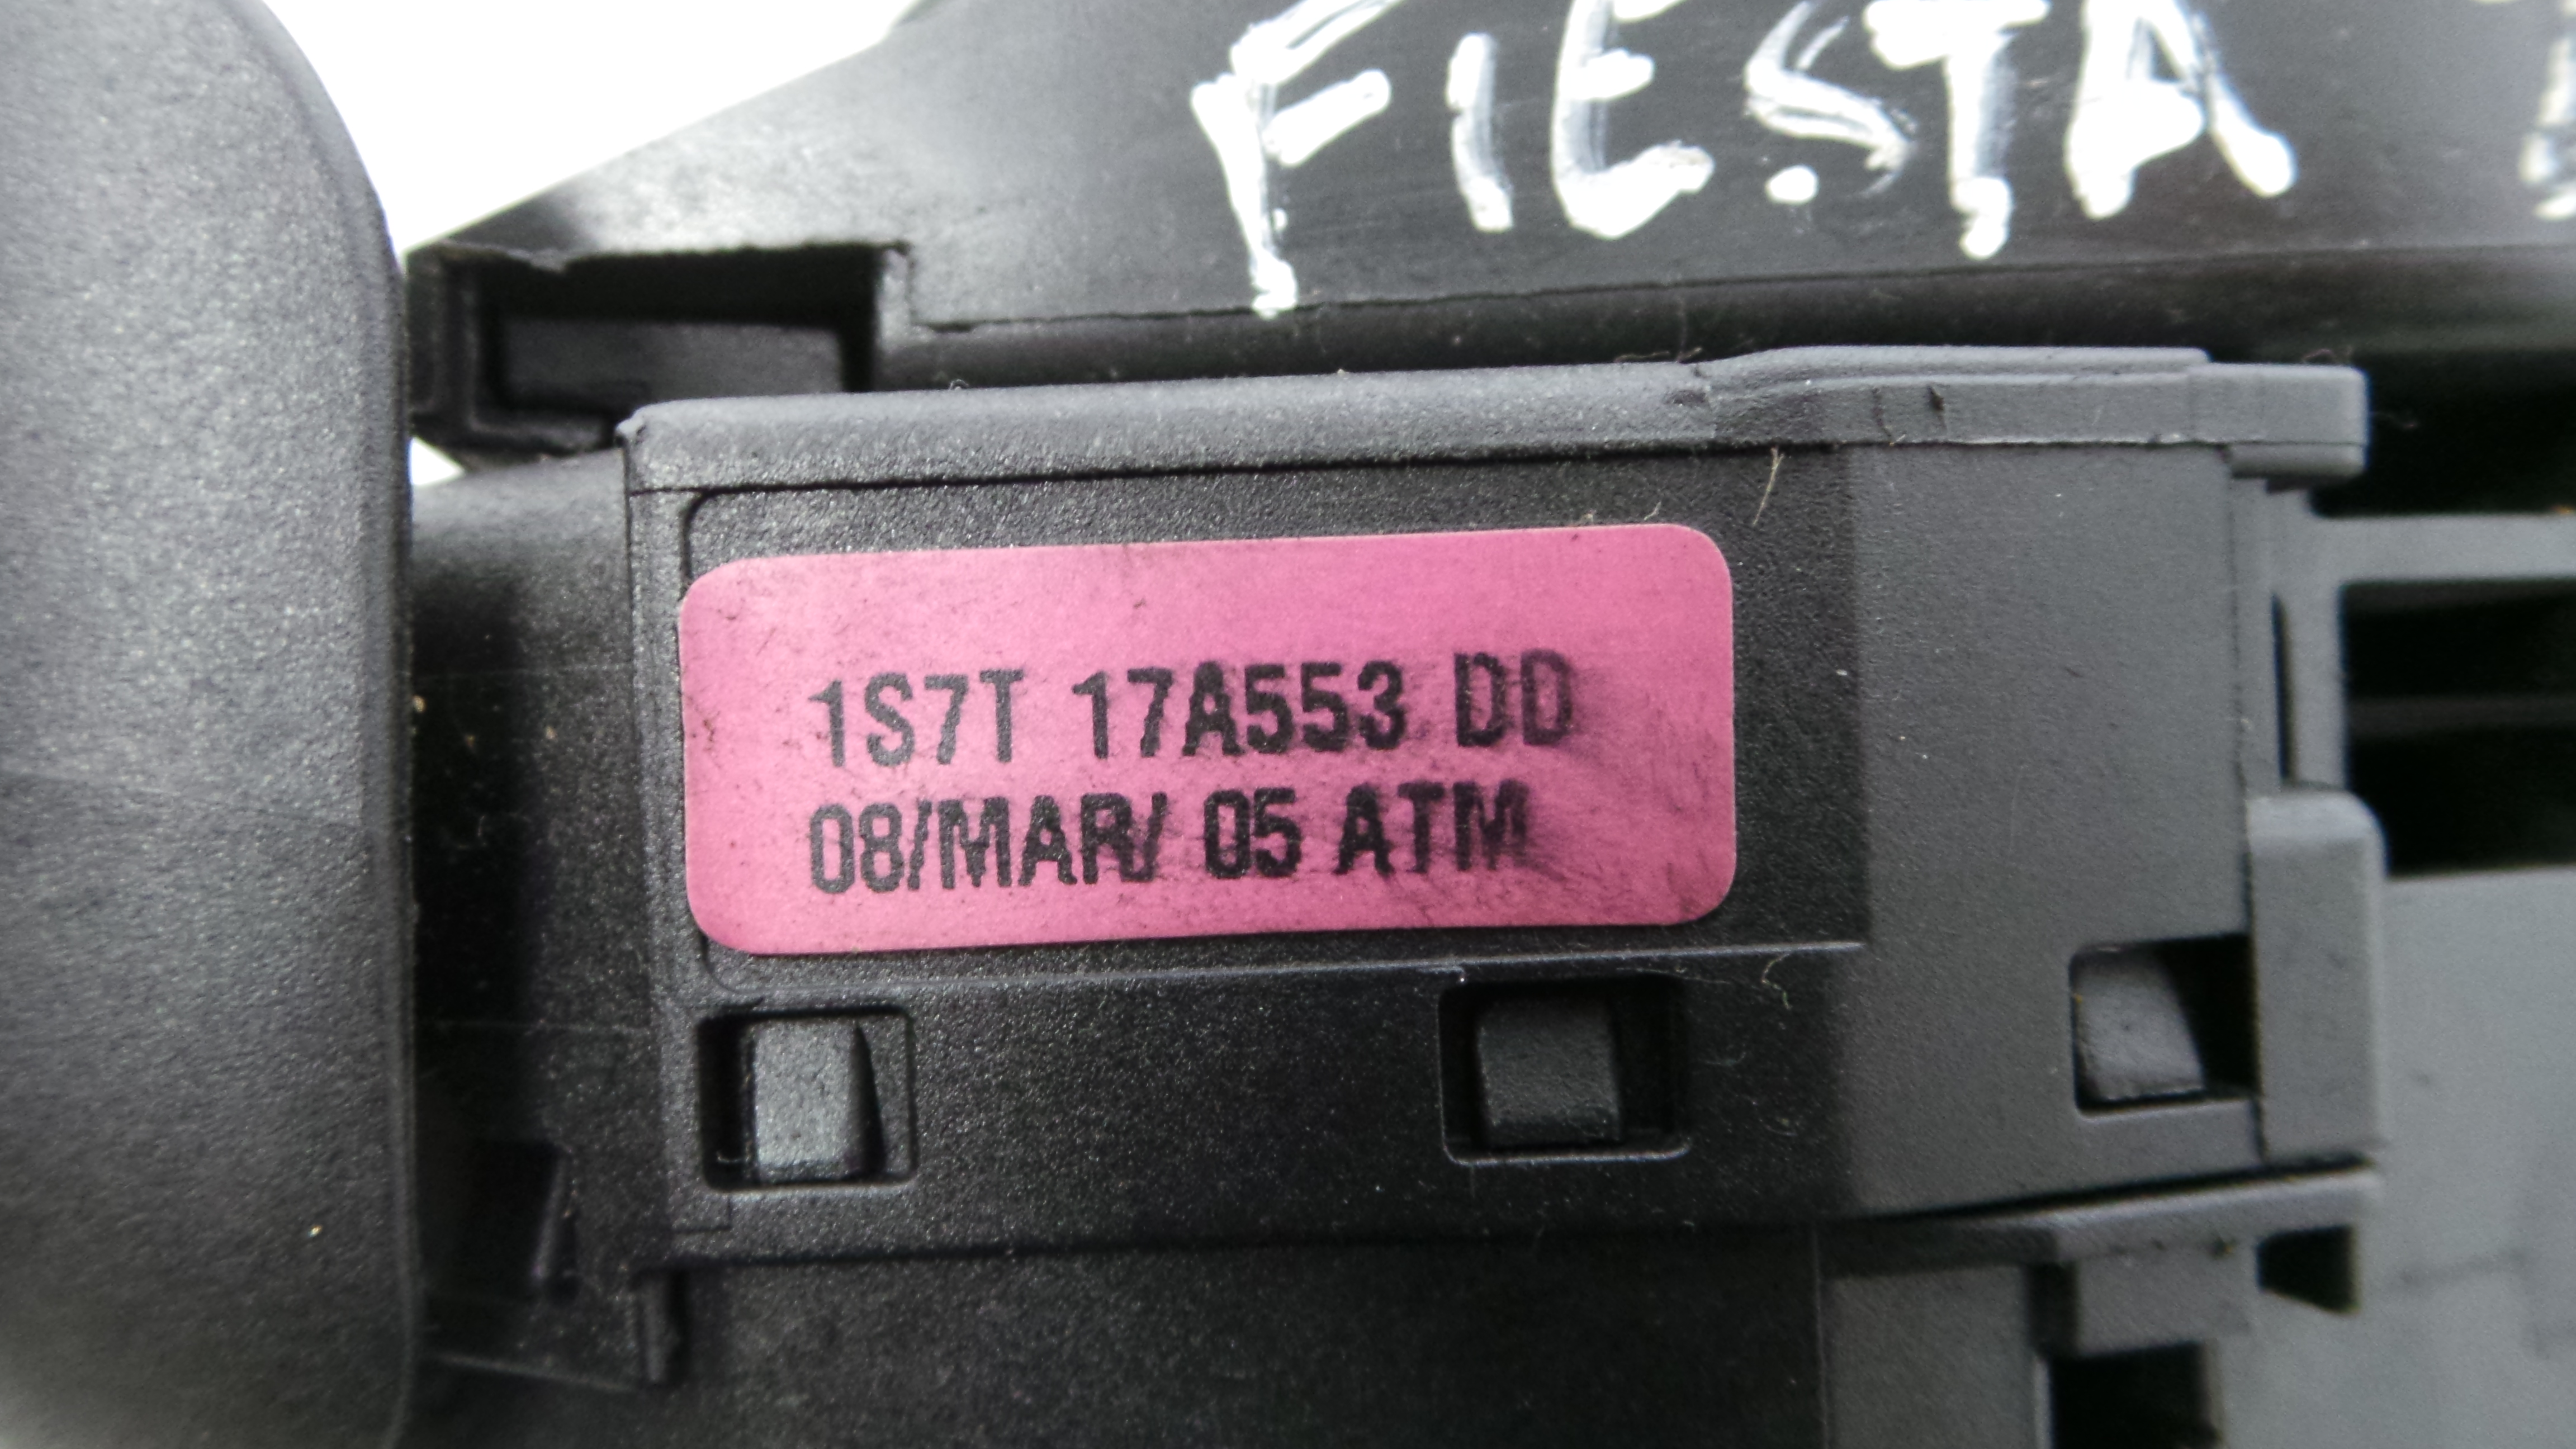 FIESTA
1S7T 17A553 DD
08/MAR/ 05 ATM